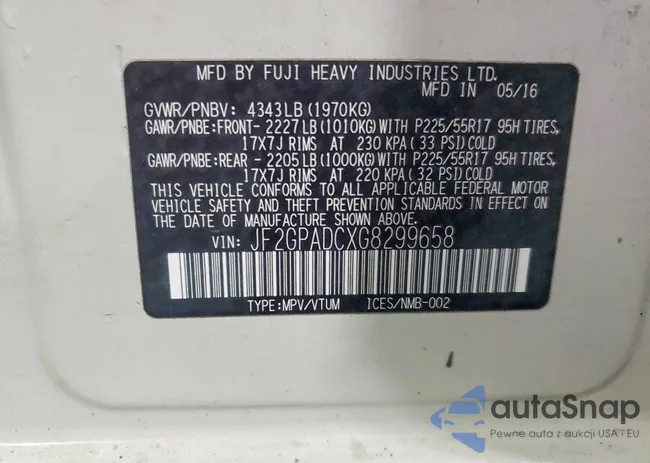 MFD BY FUJI HEAVY INDUSTRIES LTD.
MFD IN 05/16
GVWR/PNBV: 4343LB (1970KG)
GAWR/PNBE:FRONT- 2227LB(1010KG)WITH P225/55R17 95H TIRES,
17X7J RIMS AT 230 KPA (33 PSI)COLD
GAWR/PNBE:REAR - 2205LB(1000KG)WITH P225/55R17 95H TIRES,
17X7J RIMS AT 220 KPA (32 PSI)COLD
THIS VEHICLE CONFORMS TO ALL APPLICABLE FEDERAL MOTOR
VEHICLE SAFETY AND THEFT PREVENTION STANDARDS IN EFFECT ON
THE DATE OF MANUFACTURE SHOWN ABOVE.
VIN: JF2GPADCXG8299658
TYPE:MPV/VTUM ICES/NMB-002
autoSnap
Pewne auta z aukcji USA i EU